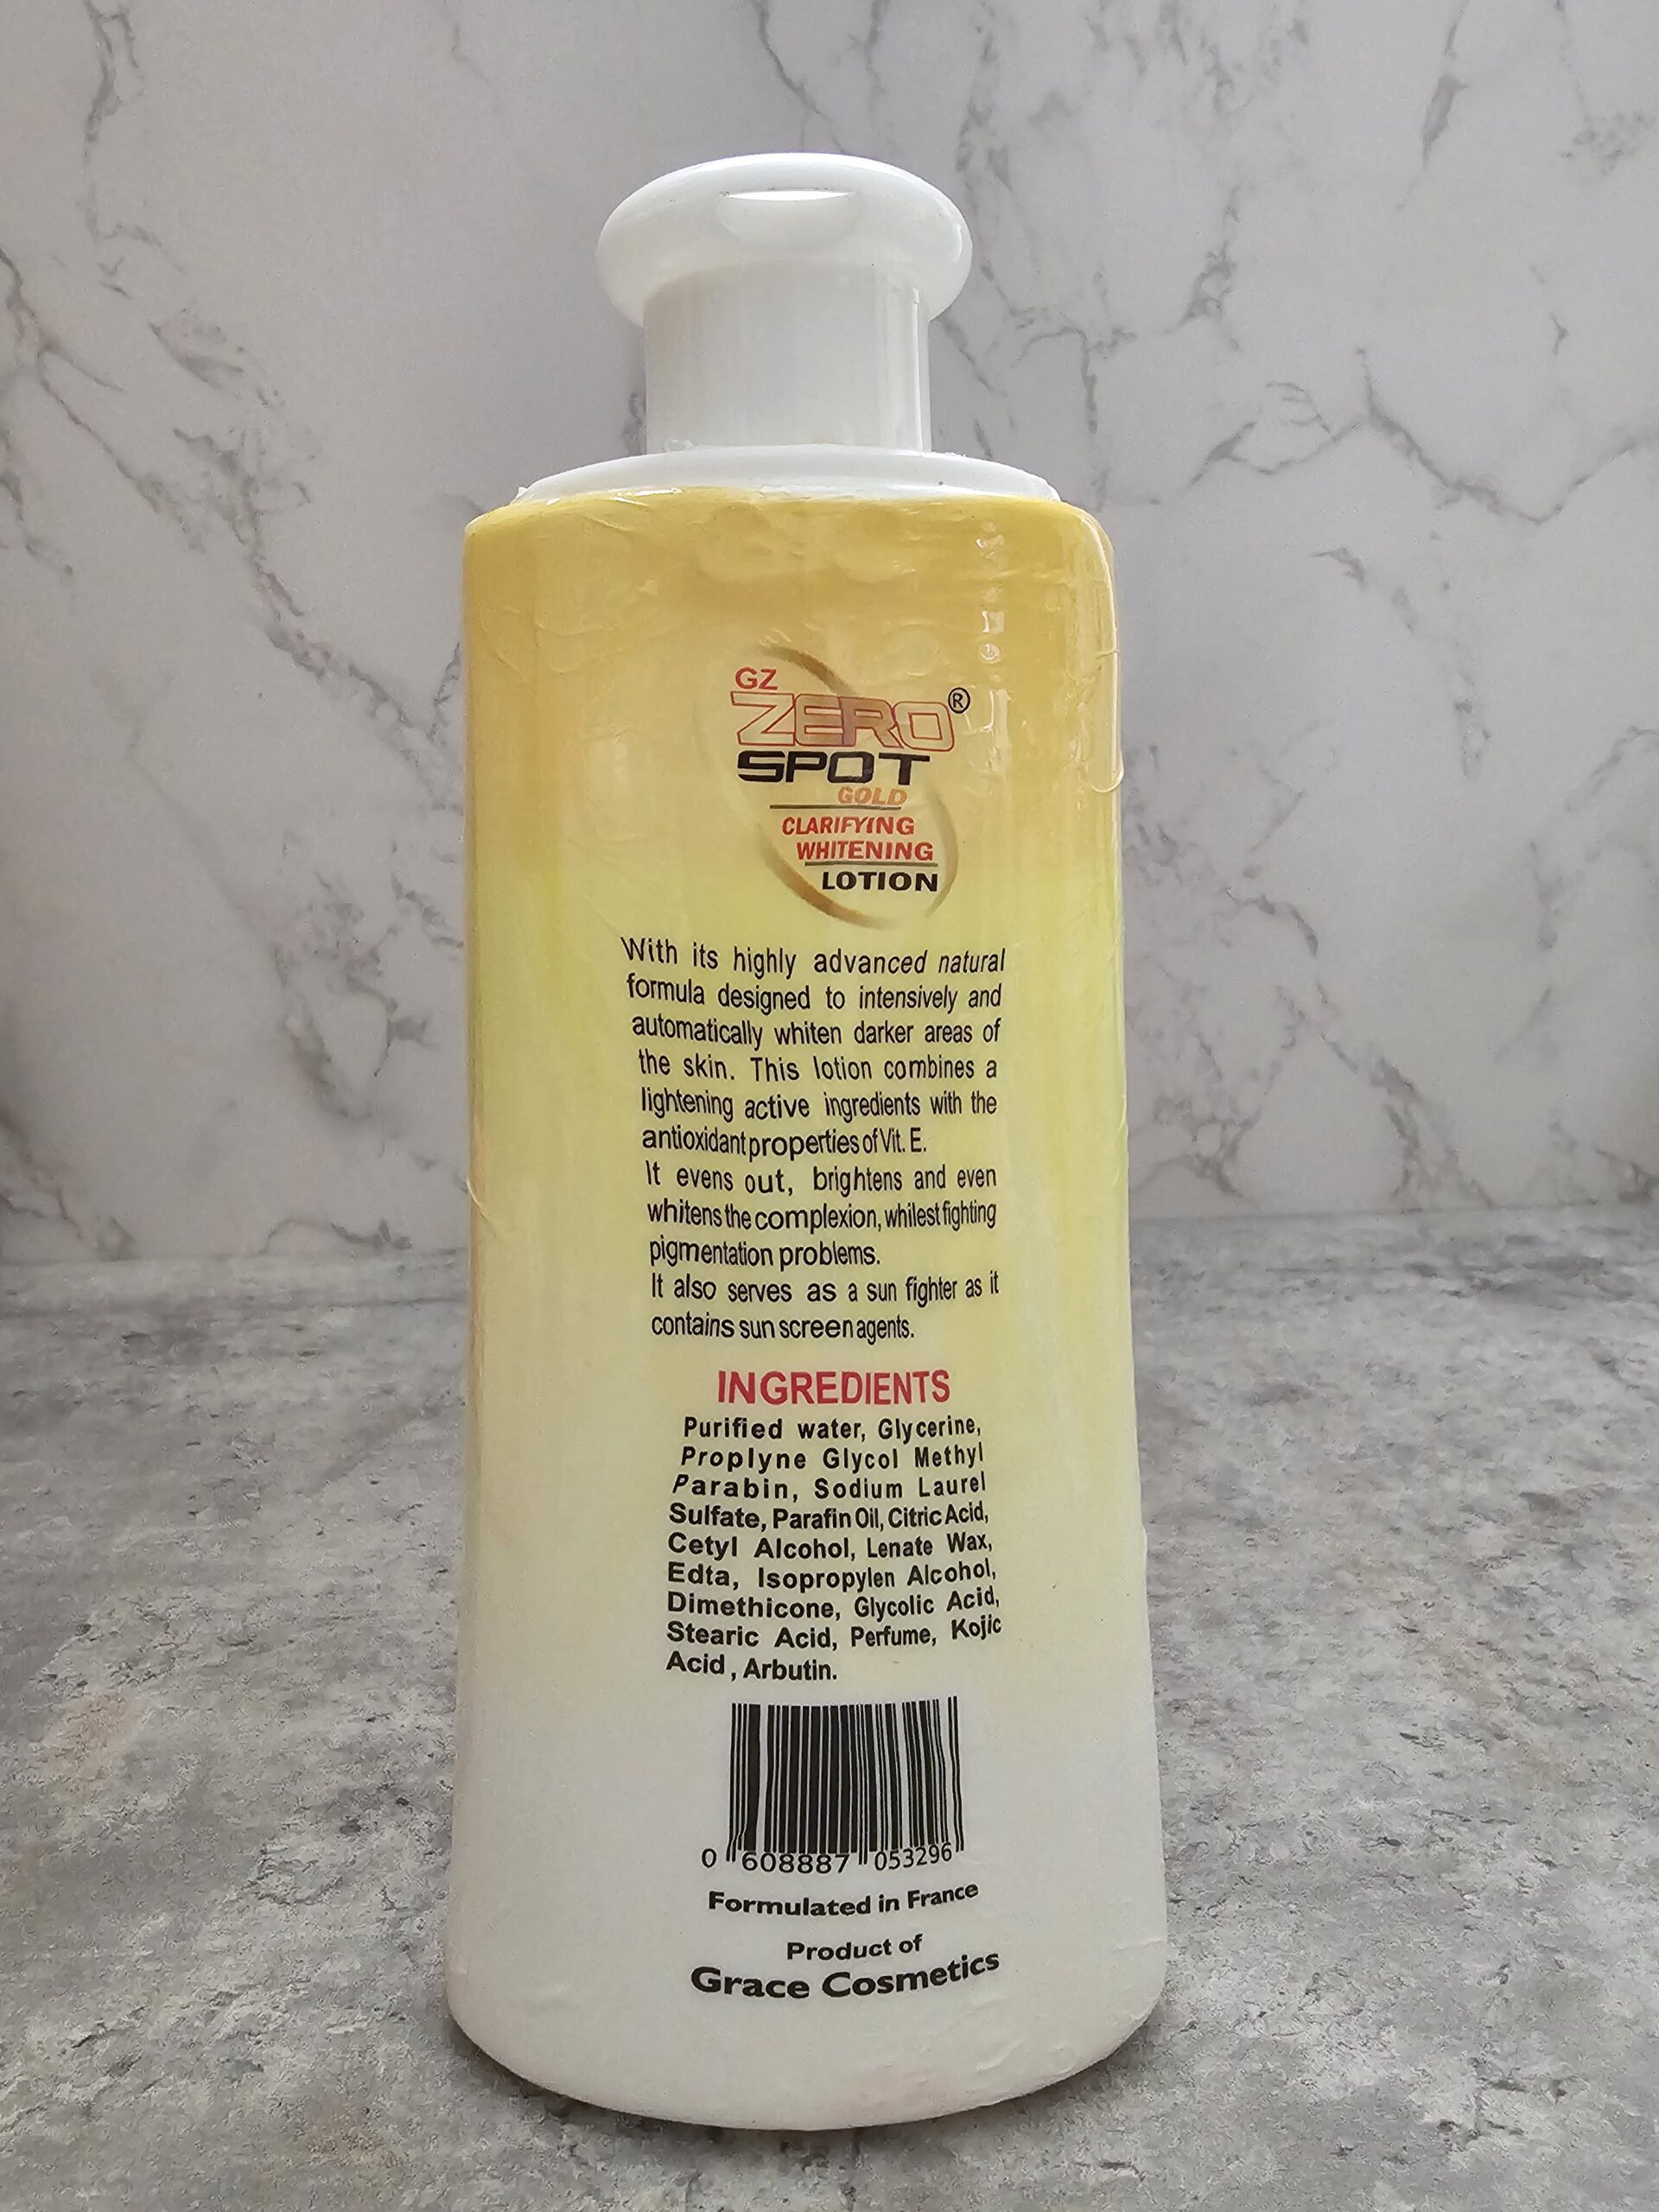 GZ
ZERO®
SPOT
GOLD
CLARIFYING
WHITENING
LOTION
With its highly advanced natural
formula designed to intensively and
automatically whiten darker areas of
the skin. This lotion combines a
lightening active ingredients with the
antioxidant properties of Vit. E.
It evens out, brightens and even
whitens the complexion, whilest fighting
pigmentation problems.
It also serves as a sun fighter as it
contains sun screen agents.
INGREDIENTS
Purified water, Glycerine,
Proplyne Glycol Methyl
Parabin, Sodium Laurel
Sulfate, Parafin Oil, Citric Acid,
Cetyl Alcohol, Lenate Wax,
Edta, Isopropylen Alcohol,
Dimethicone, Glycolic Acid,
Stearic Acid, Perfume, Kojic
Acid, Arbutin.
0 608887 053296
Formulated in France
Product of
Grace Cosmetics